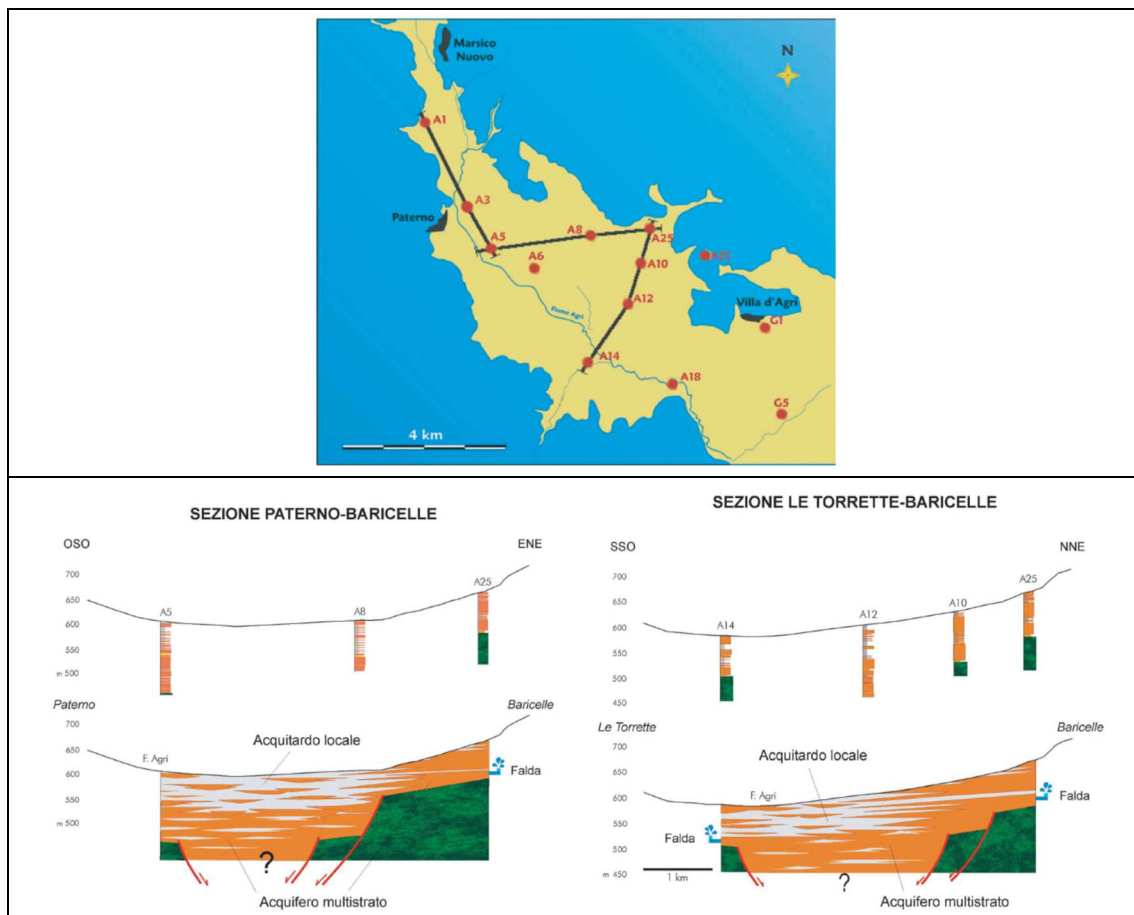 Marsico
Nuovo
N
A1
A3
Paterno
A5
A8
A25
A6
A10
A12
Villa d'Agri
G1
Fiume Agri
A14
A18
G5
4 km
SEZIONE PATERNO-BARICELLE
OSO
ENE
700
650
600
550
m 500
A5
A8
A25
Paterno
Baricelle
700
650
600
550
m 500
F. Agri
Acquitardo locale
Falda
?
Acquifero multistrato
SEZIONE LE TORRETTE-BARICELLE
SSO
NNE
700
650
600
550
500
450
A14
A12
A10
A25
Le Torrette
Baricelle
700
650
600
550
500
m 450
F. Agri
Acquitardo locale
Falda
Falda
1 km
?
Acquifero multistrato